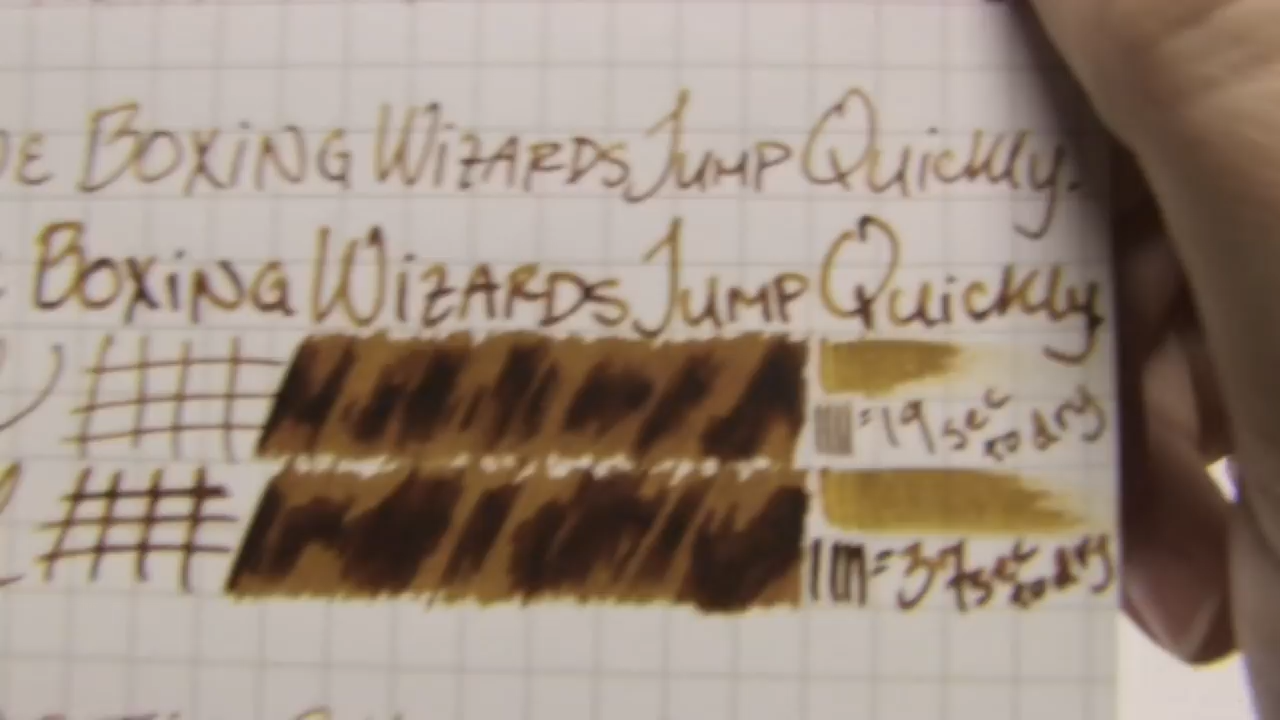 Boxing Wizards Jump Quickly.
Boxing Wizards Jump Quickly
= 19 sec to dry
= 37 sec to dry